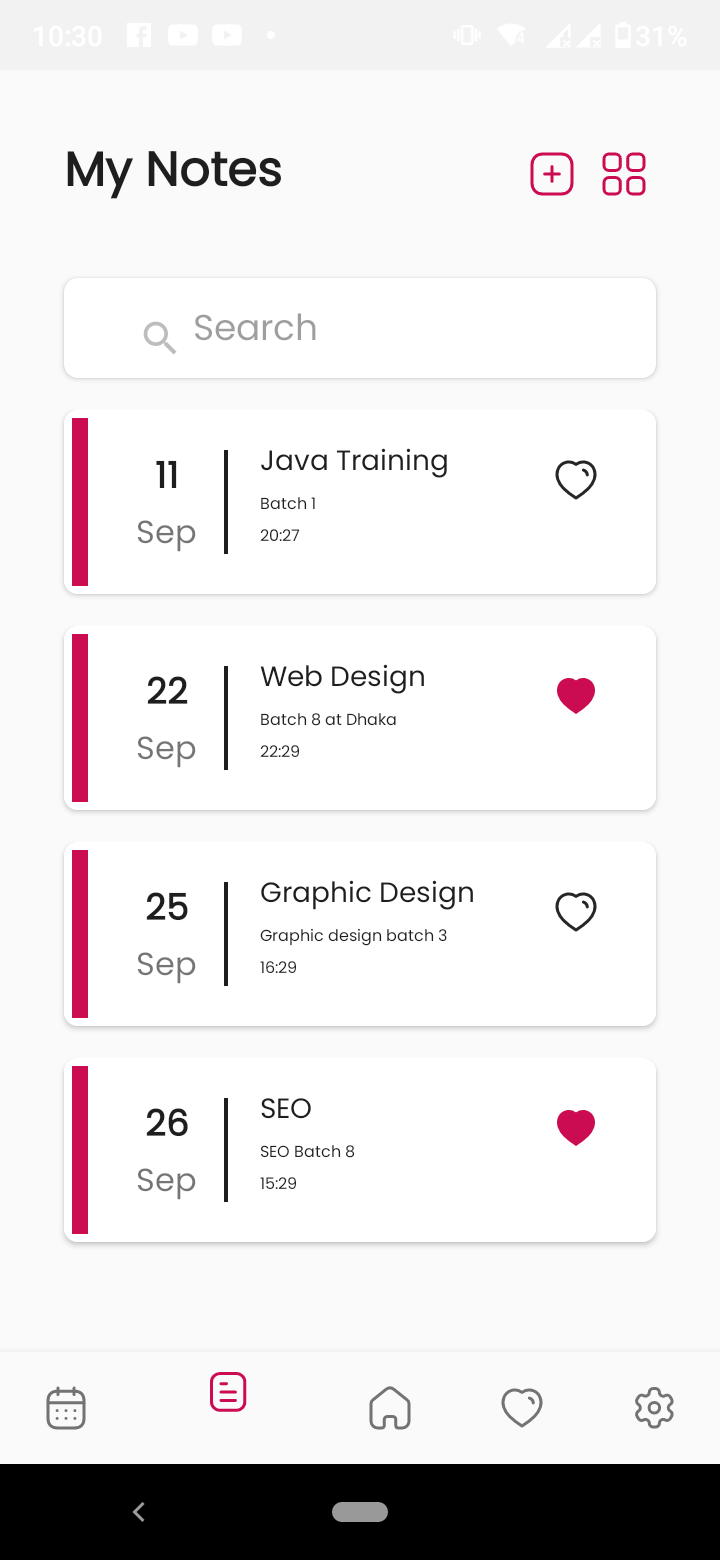 10:30
31%
My Notes
Search
11
Sep
Java Training
Batch 1
20:27
22
Sep
Web Design
Batch 8 at Dhaka
22:29
25
Sep
Graphic Design
Graphic design batch 3
16:29
26
Sep
SEO
SEO Batch 8
15:29